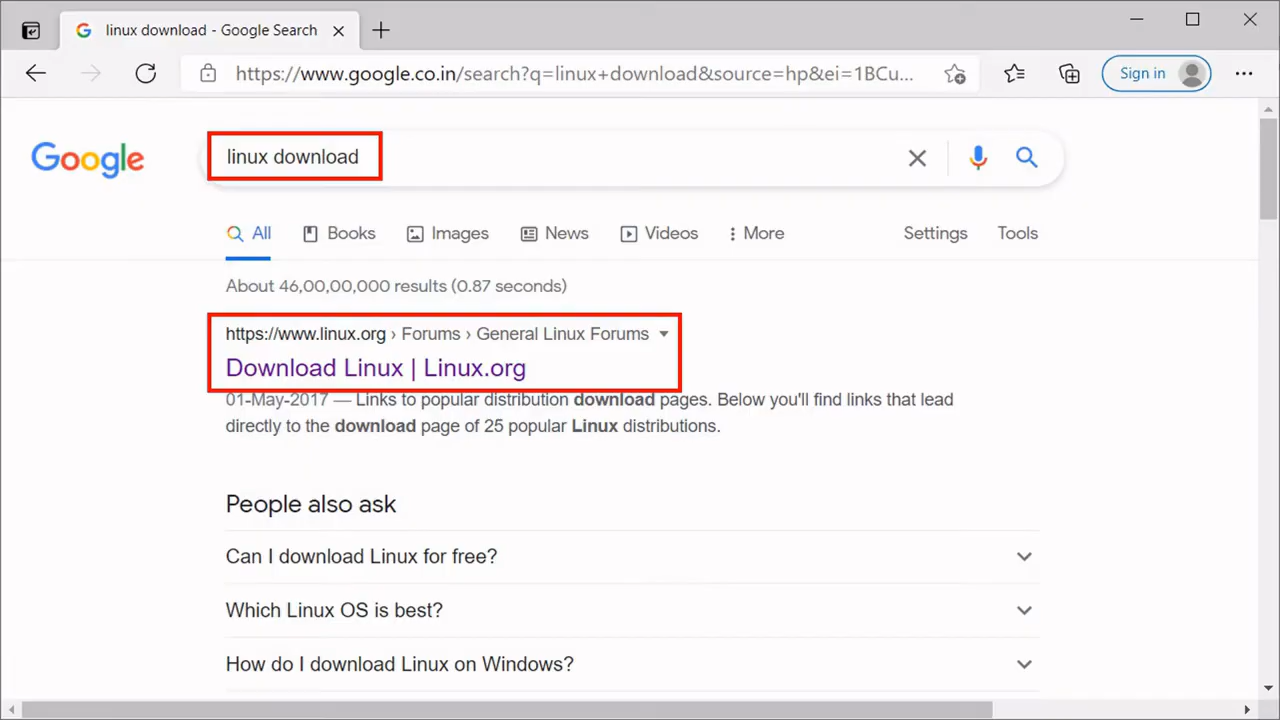 linux download - Google Search
https://www.google.co.in/search?q=linux+download&source=hp&ei=1BCu...
Sign in
Google
linux download
All Books Images News Videos More Settings Tools
About 46,00,00,000 results (0.87 seconds)
https://www.linux.org › Forums › General Linux Forums
Download Linux | Linux.org
01-May-2017 — Links to popular distribution download pages. Below you'll find links that lead
directly to the download page of 25 popular Linux distributions.
People also ask
Can I download Linux for free?
Which Linux OS is best?
How do I download Linux on Windows?